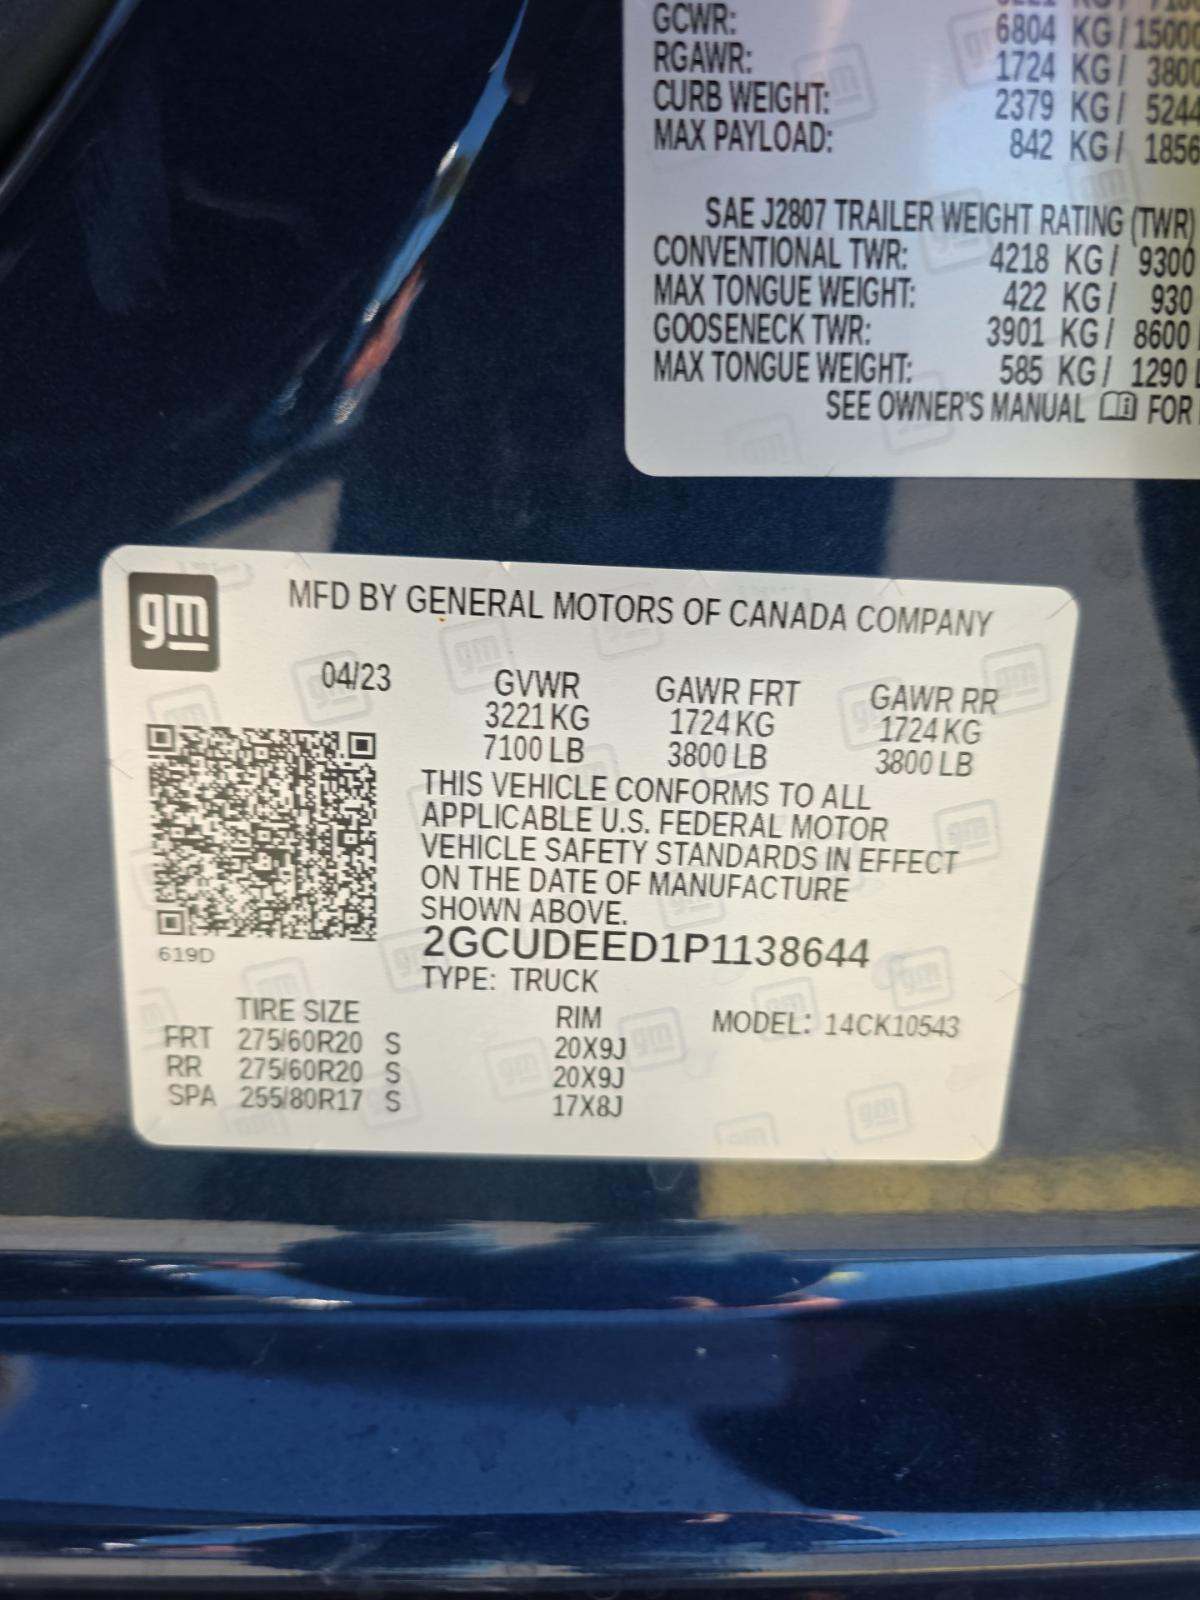 GCWR: 6804 KG/ 15000
RGAWR: 1724 KG/ 3800
CURB WEIGHT: 2379 KG/ 5244
MAX PAYLOAD: 842 KG/ 1856
SAE J2807 TRAILER WEIGHT RATING (TWR)
CONVENTIONAL TWR: 4218 KG/ 9300
MAX TONGUE WEIGHT: 422 KG/ 930
GOOSENECK TWR: 3901 KG/ 8600
MAX TONGUE WEIGHT: 585 KG/ 1290 L
SEE OWNER'S MANUAL FOR
gm
MFD BY GENERAL MOTORS OF CANADA COMPANY
04/23 GVWR GAWR FRT GAWR RR
3221 KG 1724 KG 1724 KG
7100 LB 3800 LB 3800 LB
THIS VEHICLE CONFORMS TO ALL
APPLICABLE U.S. FEDERAL MOTOR
VEHICLE SAFETY STANDARDS IN EFFECT
ON THE DATE OF MANUFACTURE
SHOWN ABOVE.
2GCUDEED1P1138644
619D
TYPE: TRUCK
TIRE SIZE RIM MODEL: 14CK10543
FRT 275/60R20 S 20X9J
RR 275/60R20 S 20X9J
SPA 255/80R17 S 17X8J